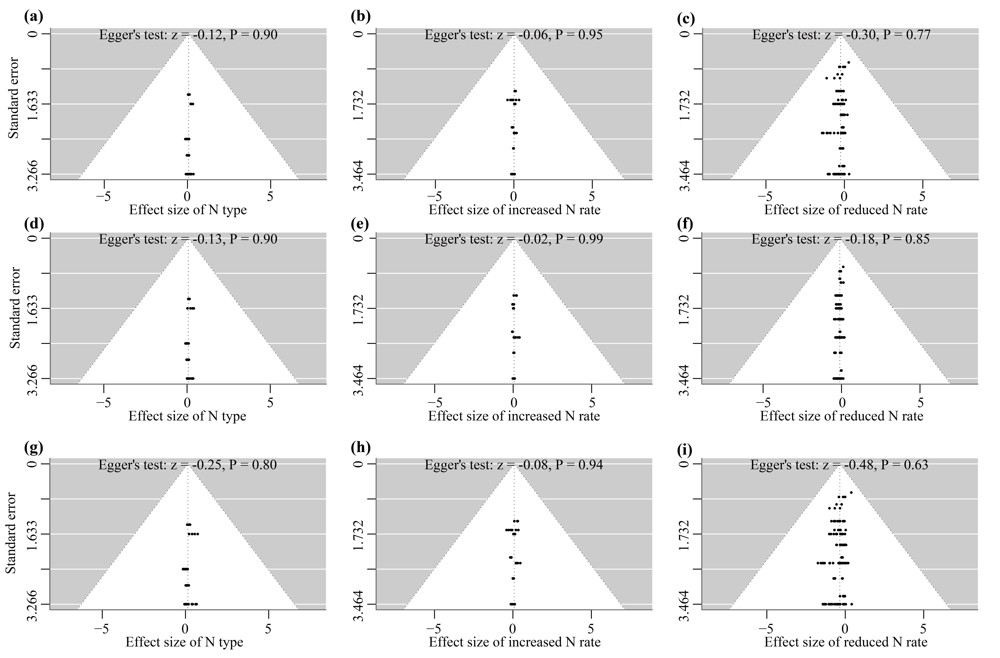 (a)
Egger's test: z = -0.12, P = 0.90
Standard error
0
1.633
3.266
−5 0 5
Effect size of N type
(b)
Egger's test: z = -0.06, P = 0.95
0
1.732
3.464
−5 0 5
Effect size of increased N rate
(c)
Egger's test: z = -0.30, P = 0.77
0
1.732
3.464
−5 0 5
Effect size of reduced N rate
(d)
Egger's test: z = -0.13, P = 0.90
Standard error
0
1.633
3.266
−5 0 5
Effect size of N type
(e)
Egger's test: z = -0.02, P = 0.99
0
1.732
3.464
−5 0 5
Effect size of increased N rate
(f)
Egger's test: z = -0.18, P = 0.85
0
1.732
3.464
−5 0 5
Effect size of reduced N rate
(g)
Egger's test: z = -0.25, P = 0.80
Standard error
0
1.633
3.266
−5 0 5
Effect size of N type
(h)
Egger's test: z = -0.08, P = 0.94
0
1.732
3.464
−5 0 5
Effect size of increased N rate
(i)
Egger's test: z = -0.48, P = 0.63
0
1.732
3.464
−5 0 5
Effect size of reduced N rate